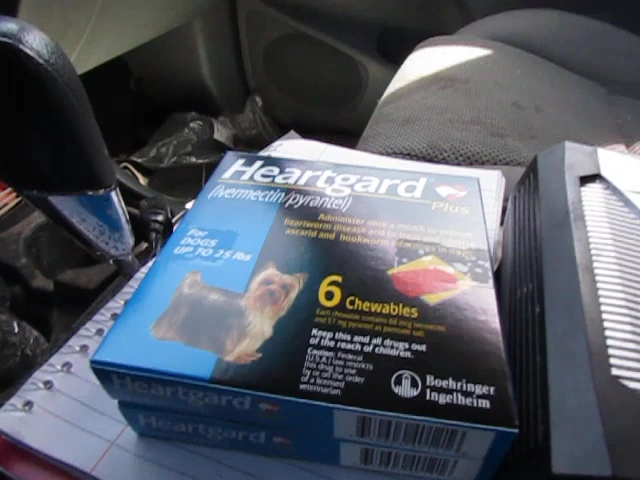 Heartgard
Plus
(ivermectin/pyrantel)
Administer once a month to prevent
heartworm disease and to treat and control
ascarid and hookworm infections in dogs.
For
DOGS
UP TO 25 lbs
6 Chewables
Each chewable contains 68 mcg ivermectin
and 57 mg pyrantel as pamoate salt.
Keep this and all drugs out
of the reach of children.
Caution: Federal
(U.S.A.) law restricts
this drug to use
by or on the order
of a licensed
veterinarian.
Boehringer
Ingelheim
Heartgard
Heartgard